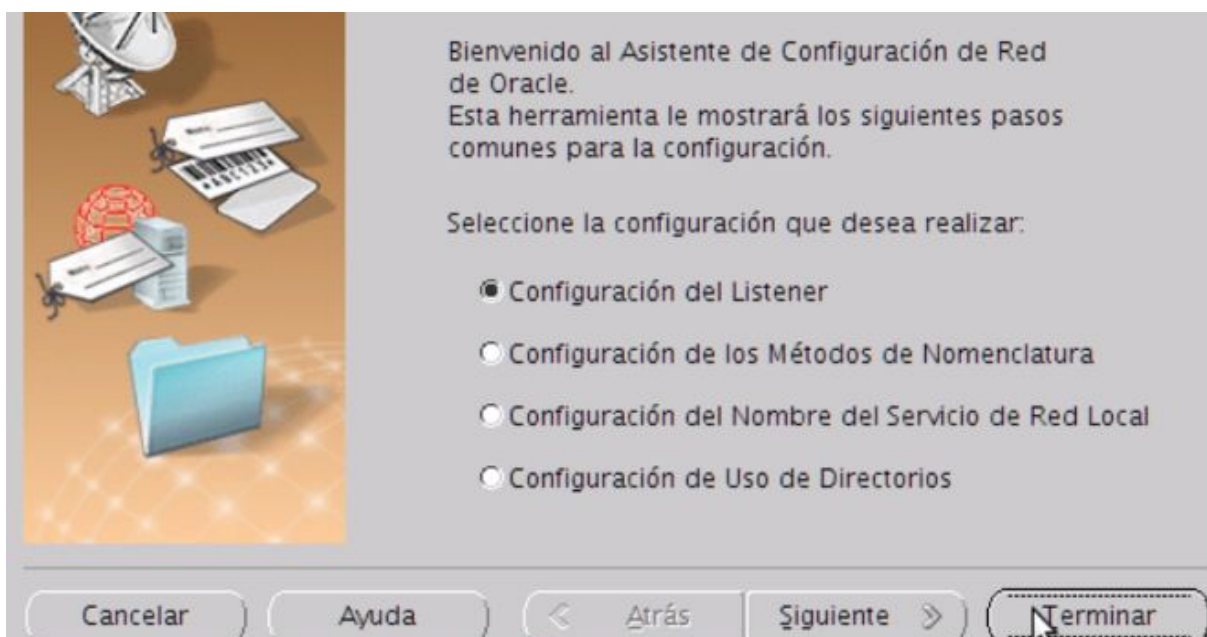 Bienvenido al Asistente de Configuración de Red
de Oracle.
Esta herramienta le mostrará los siguientes pasos
comunes para la configuración.
Seleccione la configuración que desea realizar:
Configuración del Listener
Configuración de los Métodos de Nomenclatura
Configuración del Nombre del Servicio de Red Local
Configuración de Uso de Directorios
*ABC123*
Cancelar
Ayuda
Atrás
Siguiente
Terminar